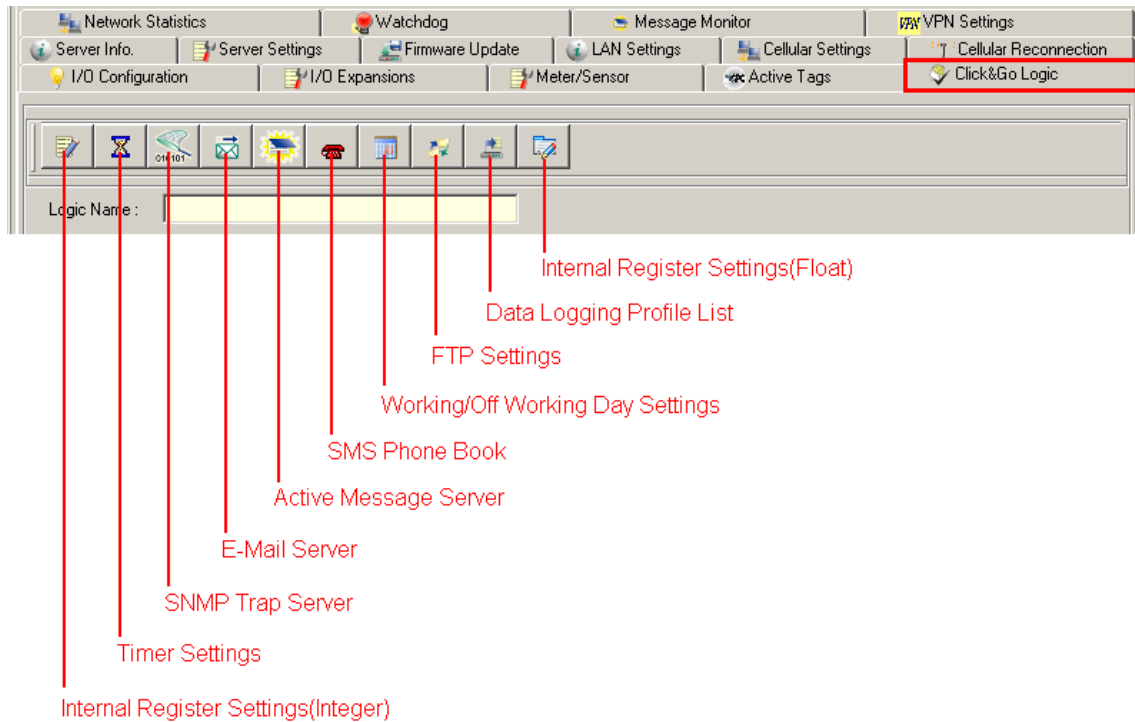 Network Statistics Watchdog Message Monitor VPN VPN Settings
Server Info. Server Settings Firmware Update LAN Settings Cellular Settings Cellular Reconnection
I/O Configuration I/O Expansions Meter/Sensor Active Tags Click&Go Logic
010101
Logic Name :
Internal Register Settings(Float)
Data Logging Profile List
FTP Settings
Working/Off Working Day Settings
SMS Phone Book
Active Message Server
E-Mail Server
SNMP Trap Server
Timer Settings
Internal Register Settings(Integer)